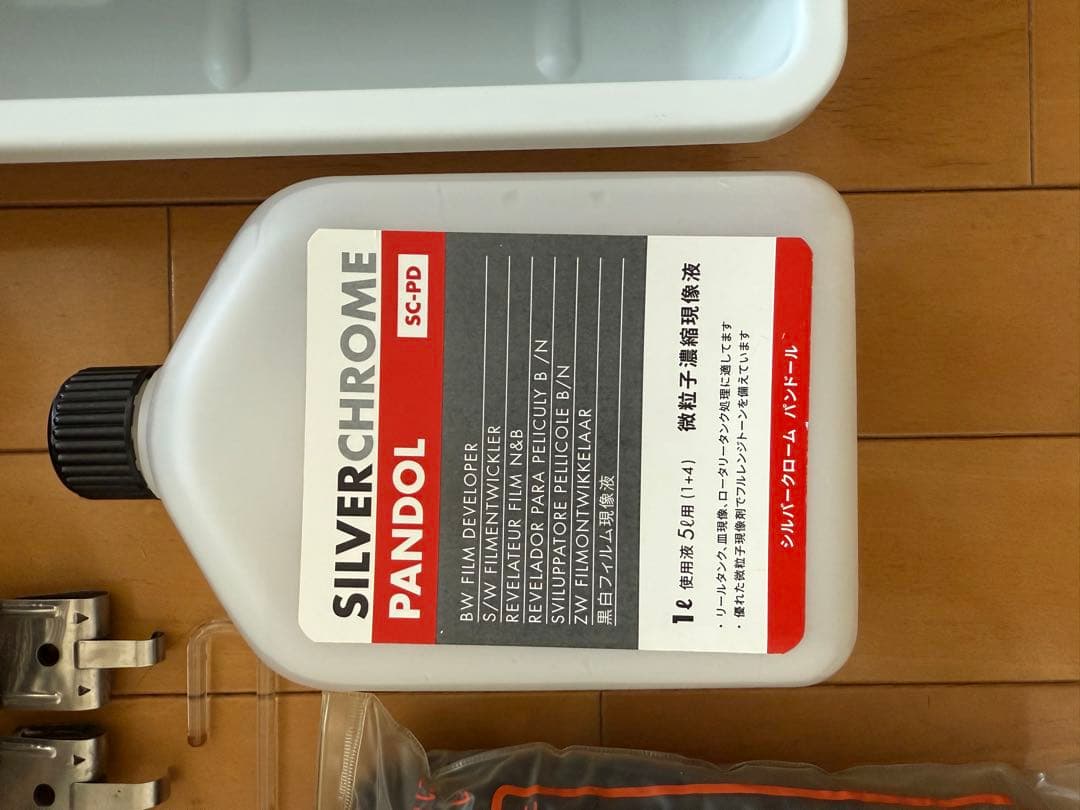 SILVERCHROME
PANDOL SC-PD
BW FILM DEVELOPER
S/W FILMENTWICKLER
REVELATEUR FILM N&B
REVELADOR PARA PELICULY B /N
SVILUPPATORE PELLICOLE B/N
ZW FILMONTWIKKELAAR
黒白フィルム現像液
1ℓ 使用液 5ℓ用 (1+4) 微粒子濃縮現像液
・リールタンク、皿現像、ロータリータンク処理に適してます
・優れた微粒子現像剤でフルレンジトーンを備えています
シルバークローム パンドール